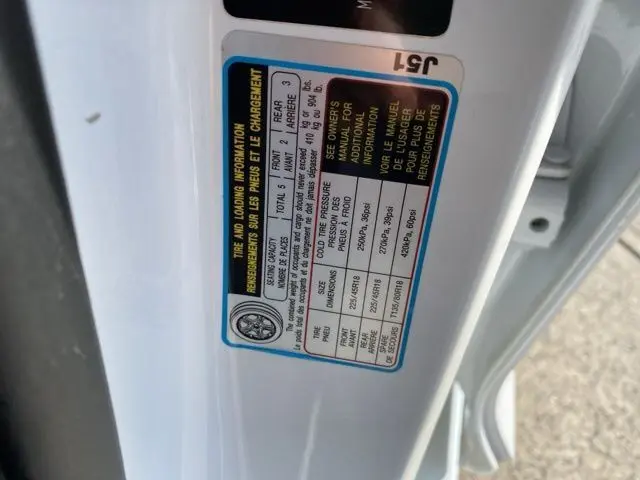 TIRE AND LOADING INFORMATION
RENSEIGNEMENTS SUR LES PNEUS ET LE CHARGEMENT
SEATING CAPACITY TOTAL 5 FRONT 2 REAR 3
NOMBRE DE PLACES AVANT ARRIÈRE
The combined weight of occupants and cargo should never exceed 410 kg or 904 lbs.
Le poids total des occupants et du chargement ne doit jamais dépasser 410 kg ou 904 lb.
TIRE SIZE COLD TIRE PRESSURE SEE OWNER'S
PNEU DIMENSIONS PRESSION DES MANUAL FOR
PNEUS À FROID ADDITIONAL
INFORMATION
FRONT 225/45R18 250kPa, 36psi
AVANT
REAR 225/45R18 270kPa, 39psi VOIR LE MANUEL
ARRIÈRE DE L'USAGER
SPARE T135/80R18 420kPa, 60psi POUR PLUS DE
DE SECOURS RENSEIGNEMENTS
J51
M